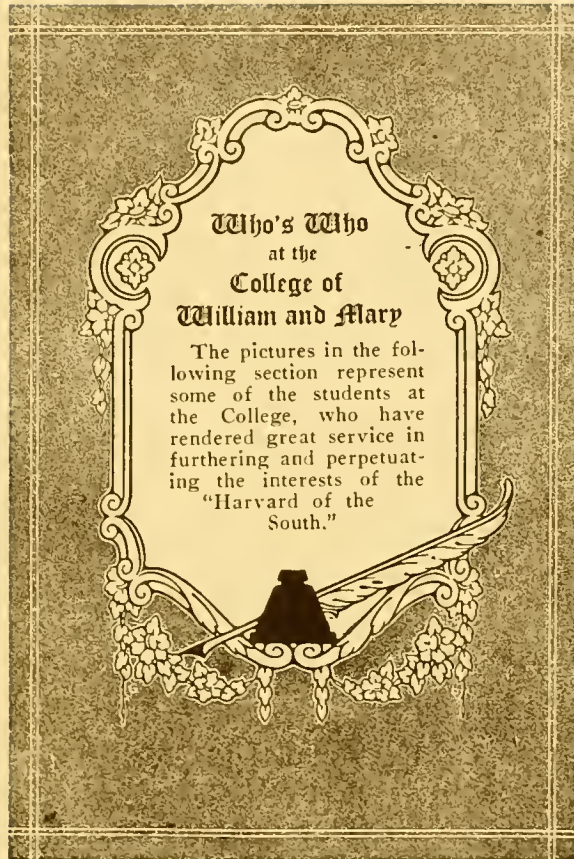 Who's Who
at the
College of
William and Mary
The pictures in the fol-
lowing section represent
some of the students at
the College, who have
rendered great service in
furthering and perpetuat-
ing the interests of the
"Harvard of the
South."